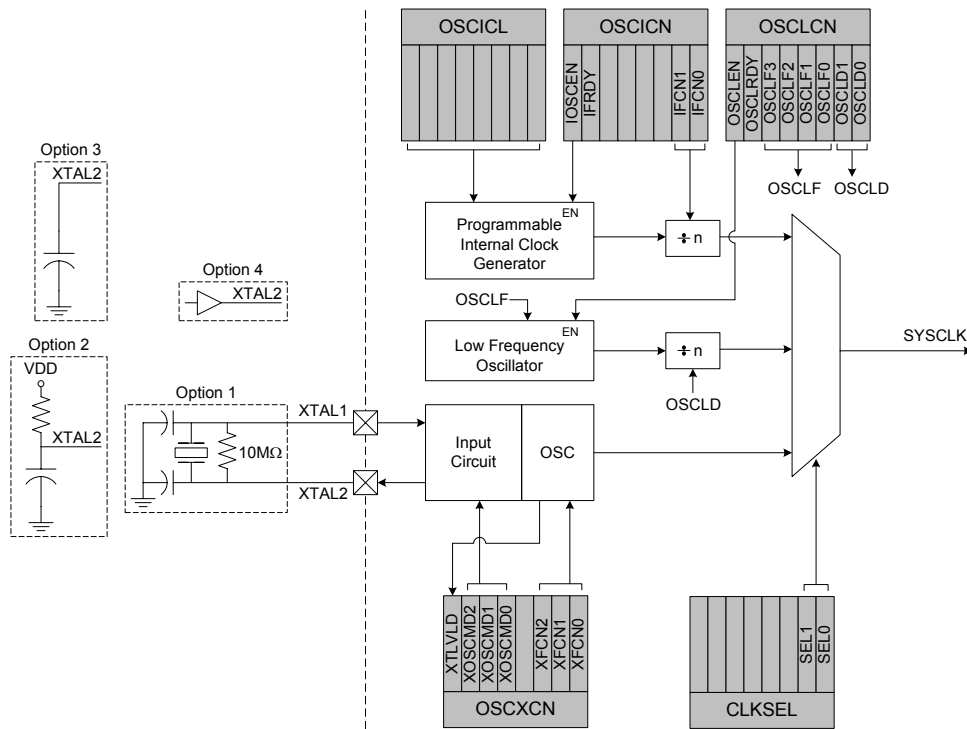 OSCICL
OSCICN
OSCLCN
IOSCEN
IFRDY
IFCN1
IFCN0
OSCLEN
OSCLRDY
OSCLF3
OSCLF2
OSCLF1
OSCLF0
OSCLD1
OSCLD0
OSCLF
OSCLD
Option 3
XTAL2
Option 4
XTAL2
EN
Programmable
Internal Clock
Generator
÷ n
OSCLF
EN
Low Frequency
Oscillator
÷ n
OSCLD
SYSCLK
Option 2
VDD
XTAL2
Option 1
10MΩ
XTAL1
XTAL2
Input
Circuit
OSC
XTLVLD
XOSCMD2
XOSCMD1
XOSCMD0
XFCN2
XFCN1
XFCN0
OSCXCN
SEL1
SEL0
CLKSEL